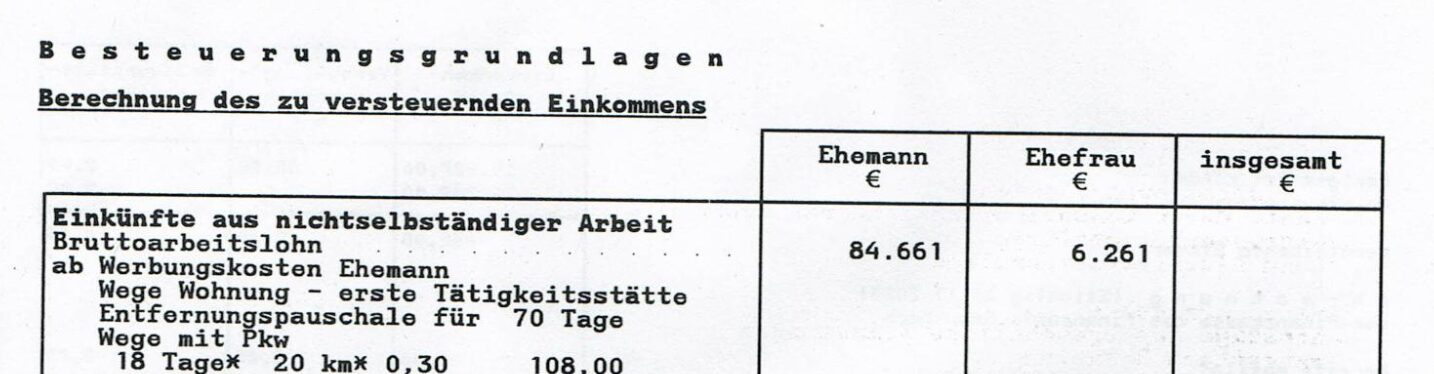 B e s t e u e r u n g s g r u n d l a g e n
Berechnung des zu versteuernden Einkommens
Ehemann Ehefrau insgesamt
€ € €
Einkünfte aus nichtselbständiger Arbeit
Bruttoarbeitslohn . . . . . . . . . . . . 84.661 6.261
ab Werbungskosten Ehemann
Wege Wohnung - erste Tätigkeitsstätte
Entfernungspauschale für 70 Tage
Wege mit Pkw
18 Tage* 20 km* 0,30 108,00